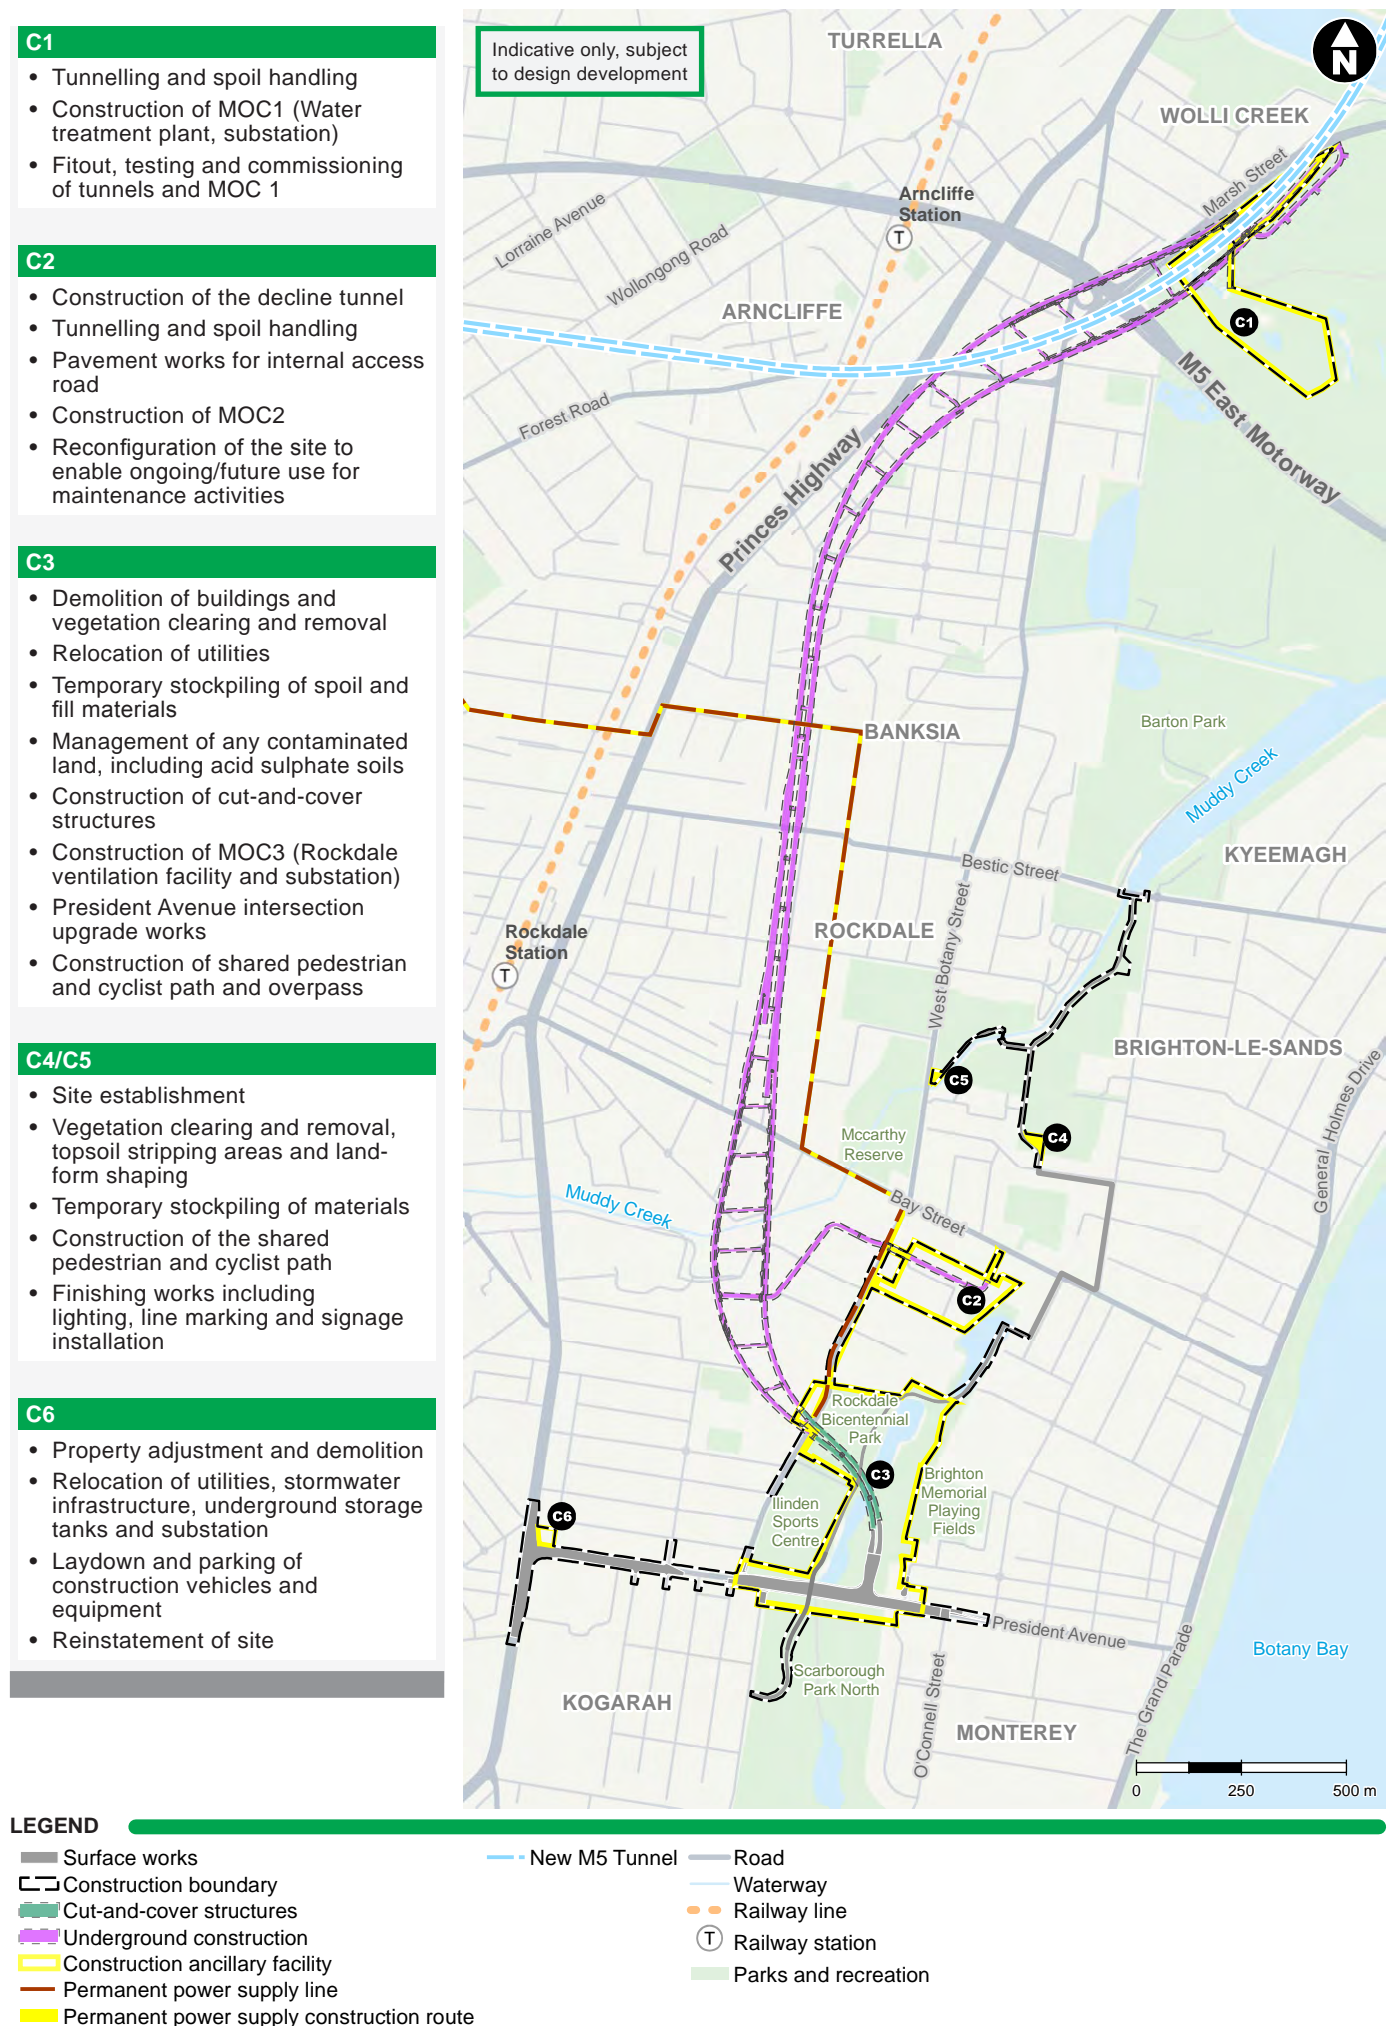 C1
• Tunnelling and spoil handling
• Construction of MOC1 (Water
treatment plant, substation)
• Fitout, testing and commissioning
of tunnels and MOC 1
C2
• Construction of the decline tunnel
• Tunnelling and spoil handling
• Pavement works for internal access
road
• Construction of MOC2
• Reconfiguration of the site to
enable ongoing/future use for
maintenance activities
C3
• Demolition of buildings and
vegetation clearing and removal
• Relocation of utilities
• Temporary stockpiling of spoil and
fill materials
• Management of any contaminated
land, including acid sulphate soils
• Construction of cut-and-cover
structures
• Construction of MOC3 (Rockdale
ventilation facility and substation)
• President Avenue intersection
upgrade works
• Construction of shared pedestrian
and cyclist path and overpass
C4/C5
• Site establishment
• Vegetation clearing and removal,
topsoil stripping areas and land-
form shaping
• Temporary stockpiling of materials
• Construction of the shared
pedestrian and cyclist path
• Finishing works including
lighting, line marking and signage
installation
C6
• Property adjustment and demolition
• Relocation of utilities, stormwater
infrastructure, underground storage
tanks and substation
• Laydown and parking of
construction vehicles and
equipment
• Reinstatement of site
Indicative only, subject
to design development
N
TURRELLA
WOLLI CREEK
Marsh Street
Arncliffe
Station
T
Lorraine Avenue
Wollongong Road
ARNCLIFFE
C1
M5 East Motorway
Forest Road
Princes Highway
BANKSIA
Barton Park
Muddy Creek
KYEEMAGH
Bestic Street
West Botany Street
ROCKDALE
Rockdale
Station
T
BRIGHTON-LE-SANDS
General Holmes Drive
C5
C4
Mccarthy
Reserve
Muddy Creek
Bay Street
C2
Rockdale
Bicentennial
Park
C3
Brighton
Memorial
Playing
Fields
Ilinden
Sports
Centre
C6
President Avenue
Botany Bay
The Grand Parade
O'Connell Street
Scarborough
Park North
KOGARAH
MONTEREY
0 250 500 m
LEGEND
Surface works
Construction boundary
Cut-and-cover structures
Underground construction
Construction ancillary facility
Permanent power supply line
Permanent power supply construction route
New M5 Tunnel
Road
Waterway
Railway line
T Railway station
Parks and recreation